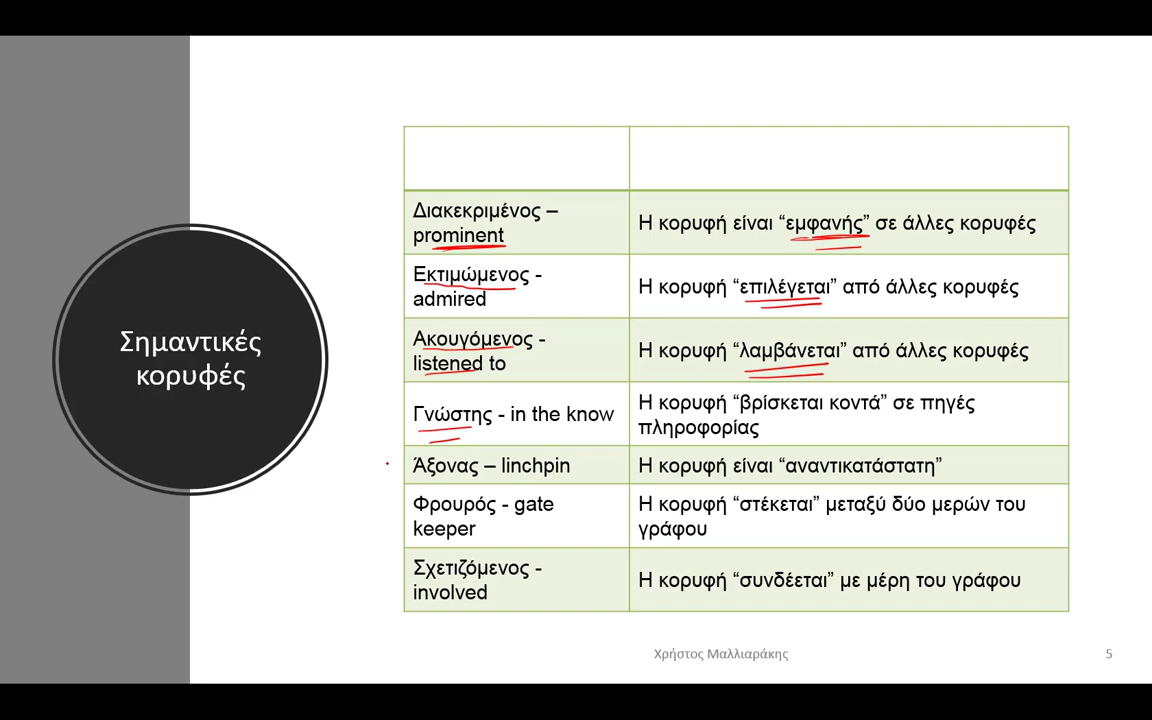 Σημαντικές
κορυφές
Διακεκριμένος –
prominent
Η κορυφή είναι “εμφανής” σε άλλες κορυφές
Εκτιμώμενος -
admired
Η κορυφή “επιλέγεται” από άλλες κορυφές
Ακουγόμενος -
listened to
Η κορυφή “λαμβάνεται” από άλλες κορυφές
Γνώστης - in the know
Η κορυφή “βρίσκεται κοντά” σε πηγές
πληροφορίας
Άξονας – linchpin
Η κορυφή είναι “αναντικατάστατη”
Φρουρός - gate
keeper
Η κορυφή “στέκεται” μεταξύ δύο μερών του
γράφου
Σχετιζόμενος -
involved
Η κορυφή “συνδέεται” με μέρη του γράφου
Χρήστος Μαλλιαράκης
5